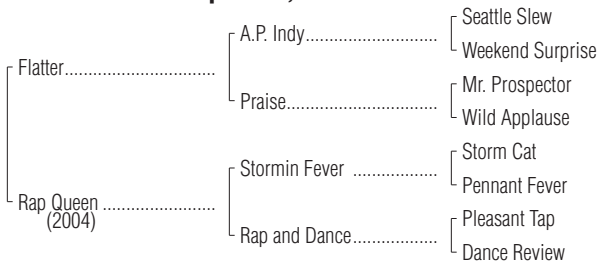 Seattle Slew
A.P. Indy
Weekend Surprise
Flatter
Mr. Prospector
Praise
Wild Applause
Storm Cat
Stormin Fever
Pennant Fever
Rap Queen
(2004)
Pleasant Tap
Rap and Dance
Dance Review